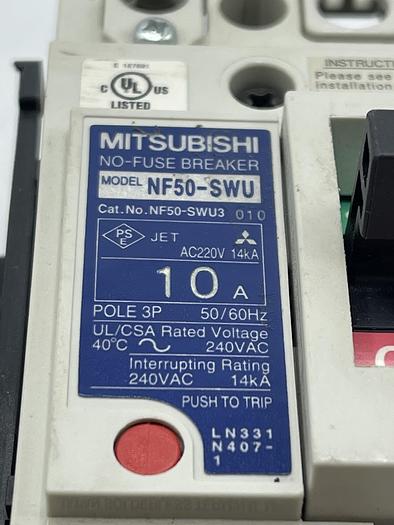 E 167691
C UL US
LISTED
INSTRUCTI
Please see
installation
MITSUBISHI
NO-FUSE BREAKER
MODEL NF50-SWU
Cat.No.NF50-SWU3 010
PS E JET
AC220V 14kA
10 A
POLE 3P 50/60Hz
UL/CSA Rated Voltage
40°C 240VAC
Interrupting Rating
240VAC 14kA
PUSH TO TRIP
LN331
N407-
1